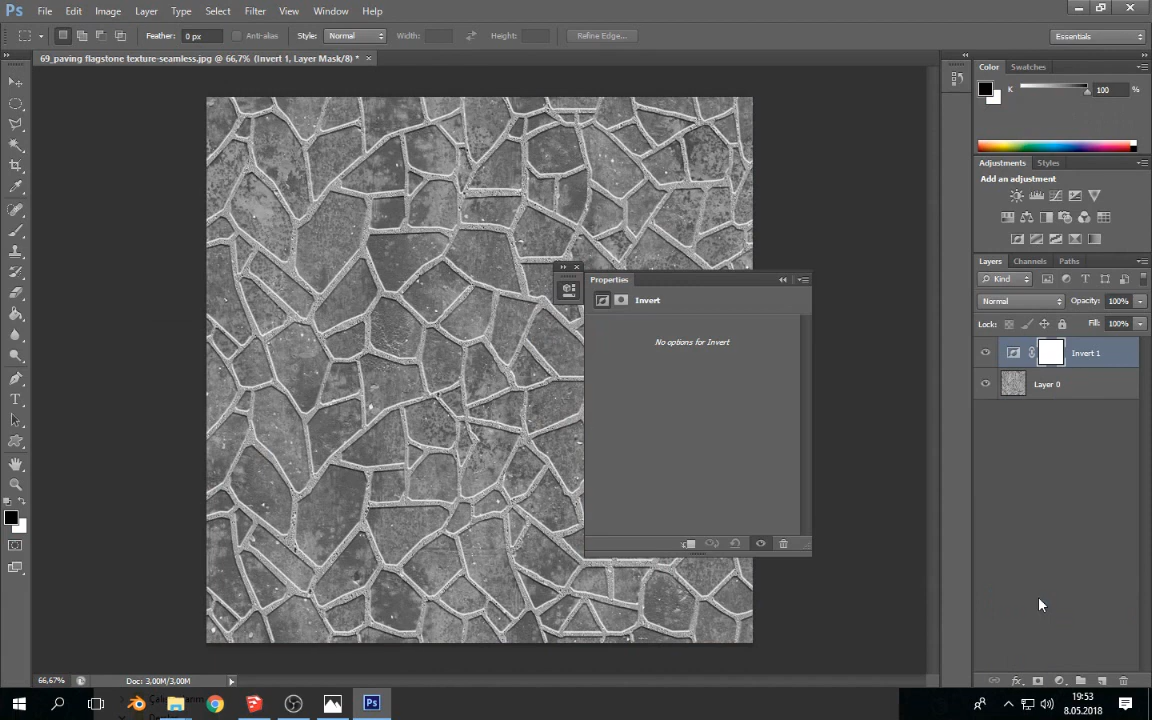 Ps File Edit Image Layer Type Select Filter View Window Help
Feather: 0 px Anti-alias Style: Normal Width: Height: Refine Edge... Essentials
69_paving flagstone texture-seamless.jpg @ 66,7% (Invert 1, Layer Mask/8) * ×
Color Swatches
K 100 %
Adjustments Styles
Add an adjustment
Layers Channels Paths
Kind
Normal Opacity: 100%
Lock: Fill: 100%
Invert 1
Layer 0
Properties
Invert
No options for Invert
66,67% Doc: 3,00M/3,00M
Ps
19:53
8.05.2018